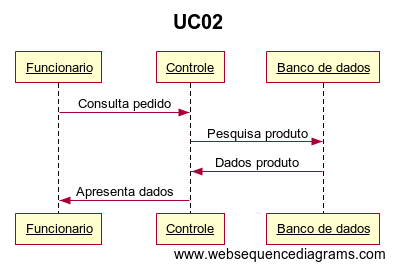 UC02
Funcionario Controle Banco de dados
Consulta pedido
Pesquisa produto
Dados produto
Apresenta dados
Funcionario Controle Banco de dados
www.websequencediagrams.com